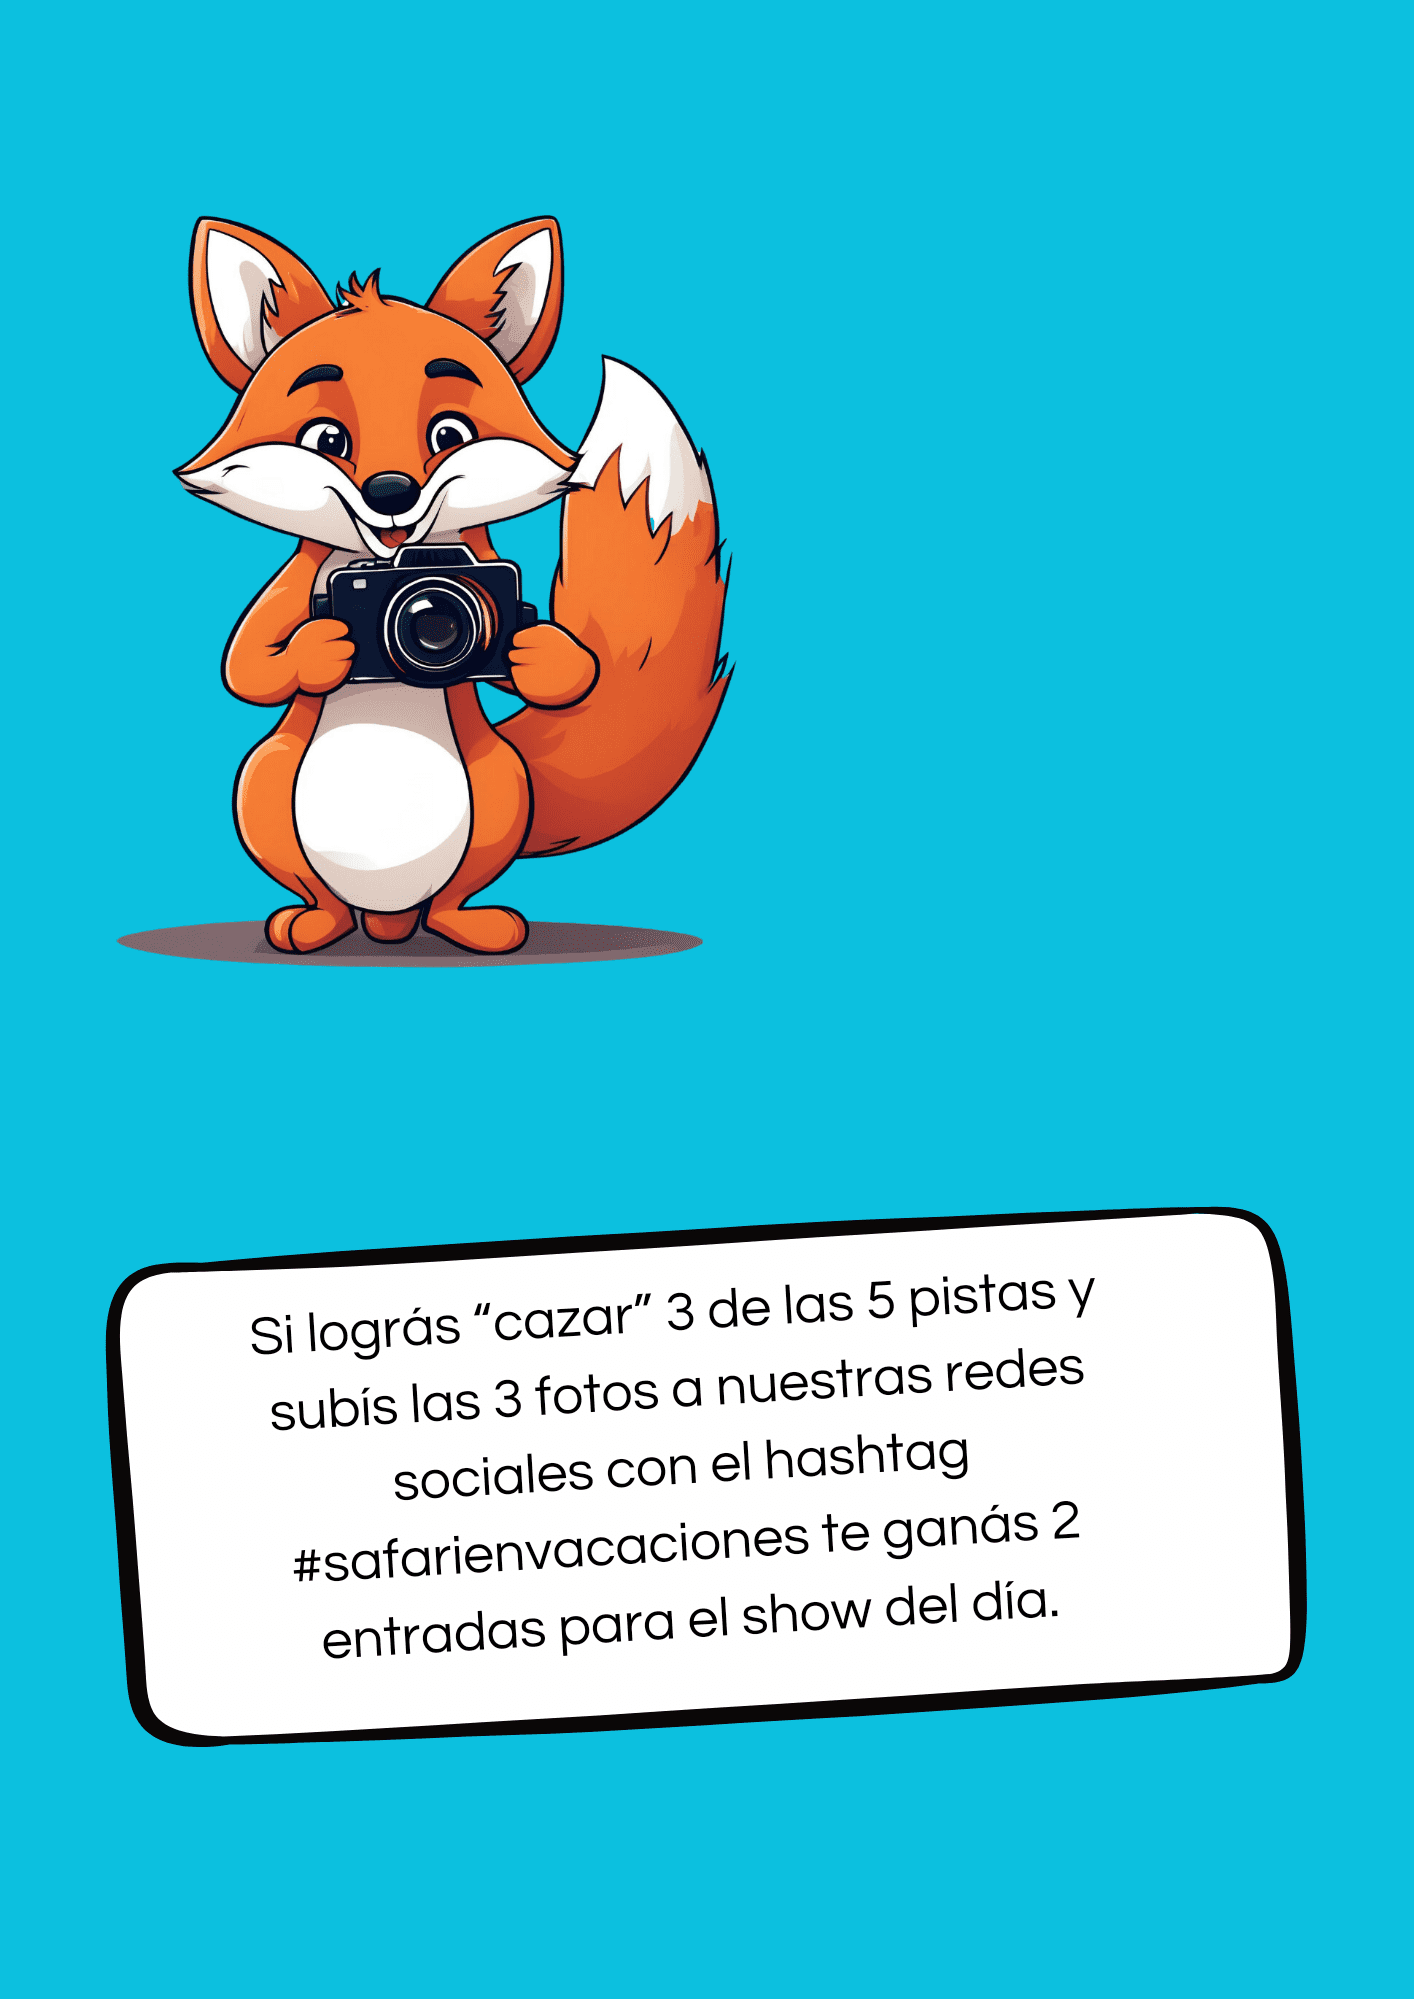 Si lográs “cazar” 3 de las 5 pistas y
subís las 3 fotos a nuestras redes
sociales con el hashtag
#safarienvacaciones te ganás 2
entradas para el show del día.